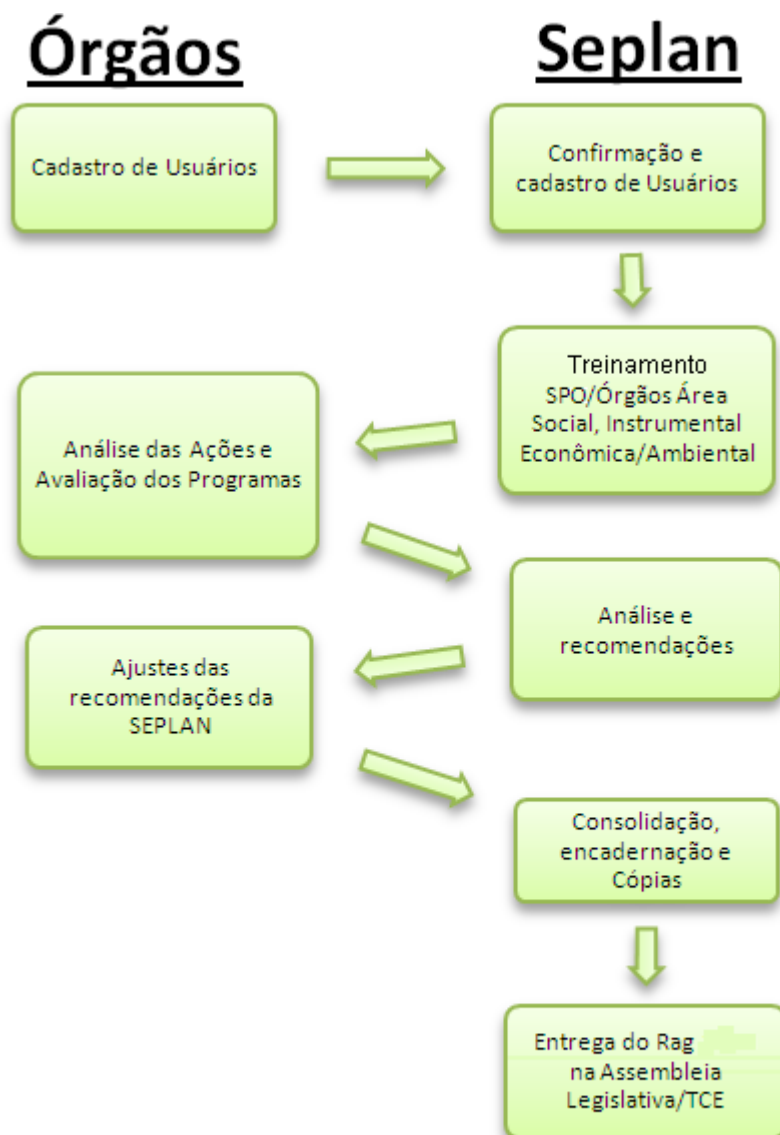 Órgãos
Seplan
Cadastro de Usuários
Confirmação e
cadastro de Usuários
Treinamento
SPO/Órgãos Área
Social, Instrumental
Econômica/Ambiental
Análise das Ações e
Avaliação dos Programas
Análise e
recomendações
Ajustes das
recomendações da
SEPLAN
Consolidação,
encadernação e
Cópias
Entrega do Rag
na Assembleia
Legislativa/TCE